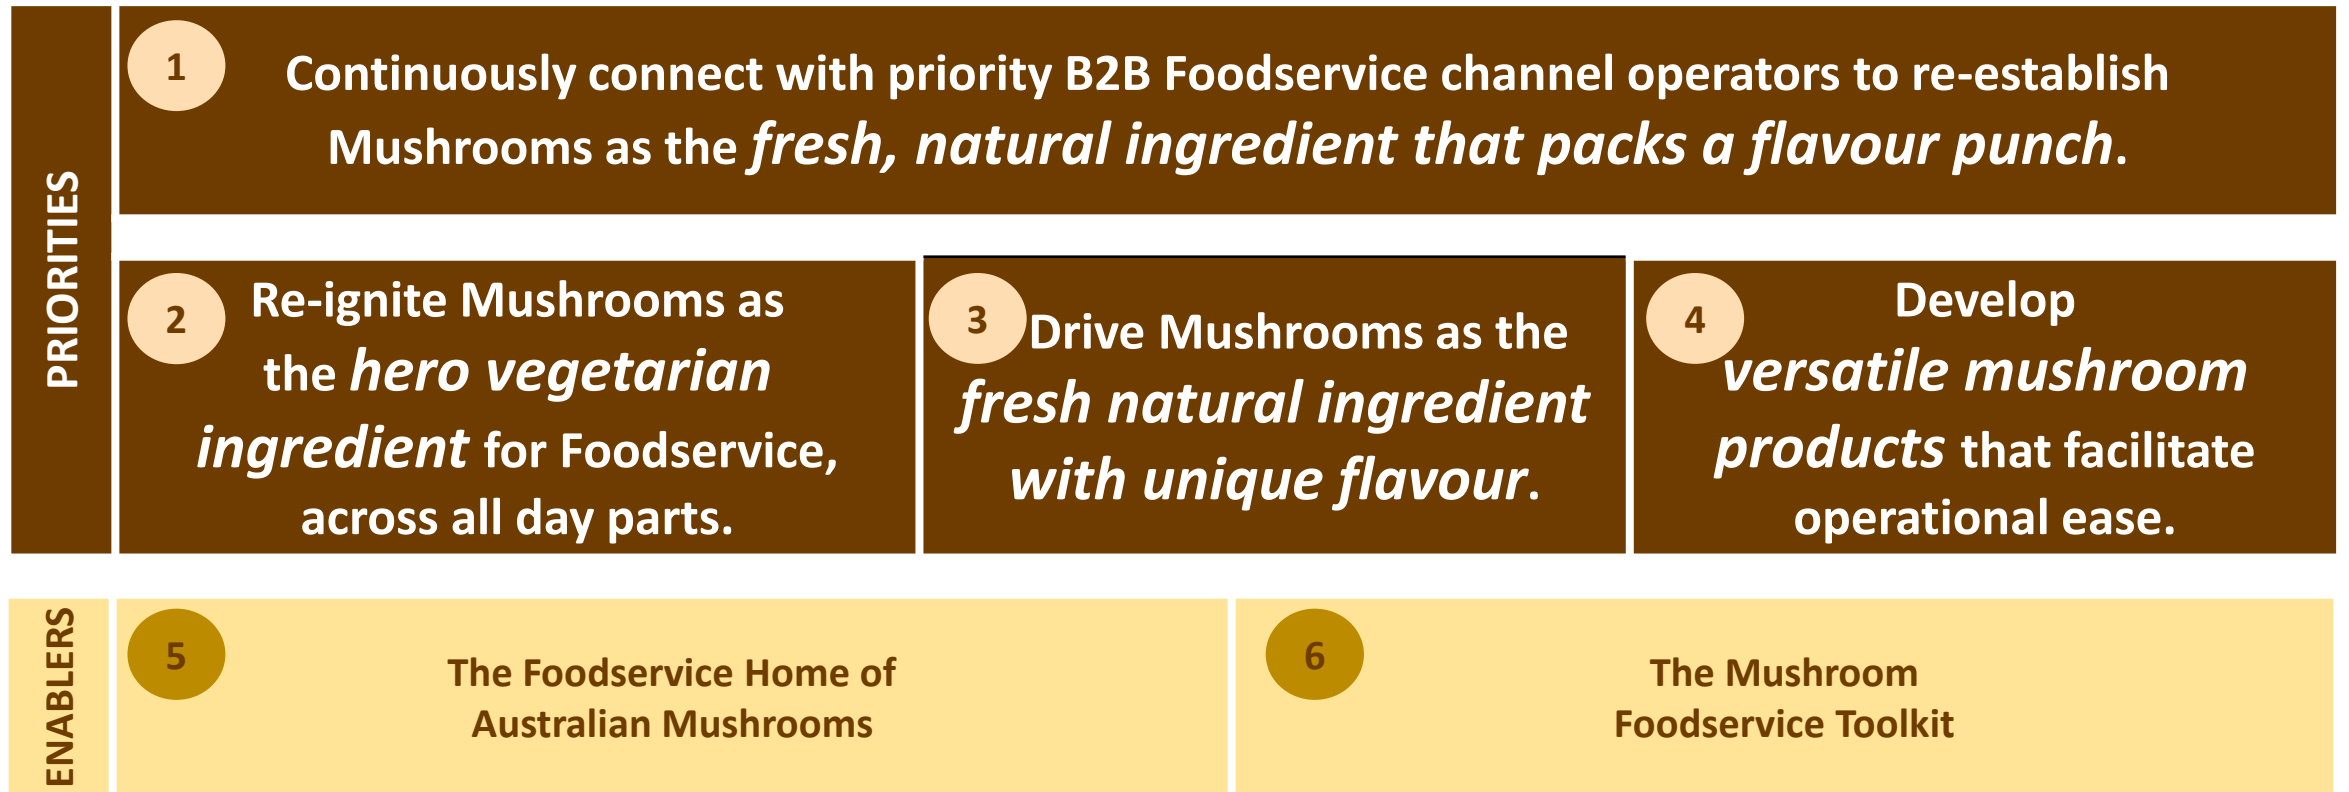 PRIORITIES
1
Continuously connect with priority B2B Foodservice channel operators to re-establish
Mushrooms as the fresh, natural ingredient that packs a flavour punch.
2
Re-ignite Mushrooms as
the hero vegetarian
ingredient for Foodservice,
across all day parts.
3
Drive Mushrooms as the
fresh natural ingredient
with unique flavour.
4
Develop
versatile mushroom
products that facilitate
operational ease.
ENABLERS
5
The Foodservice Home of
Australian Mushrooms
6
The Mushroom
Foodservice Toolkit